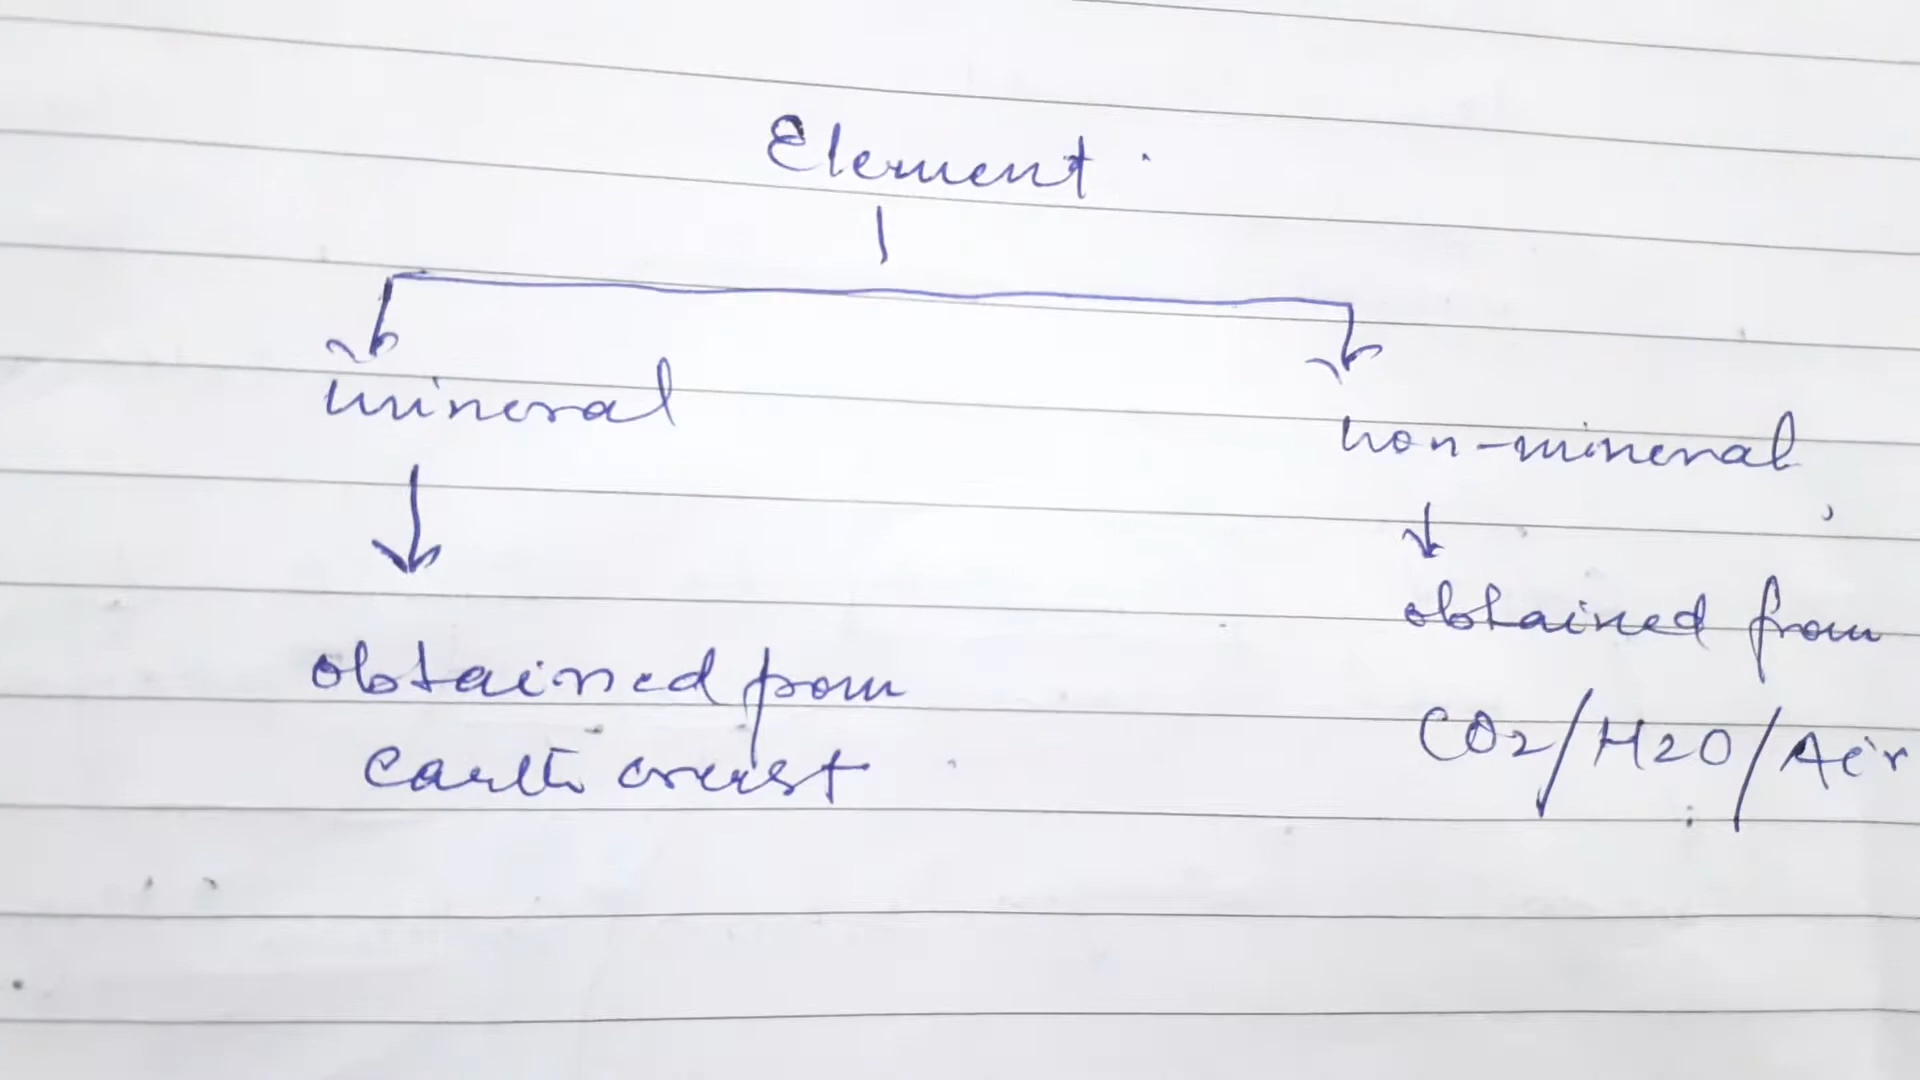 Element
mineral
non-mineral
obtained from
earth crust
obtained from
CO2/H2O/Air